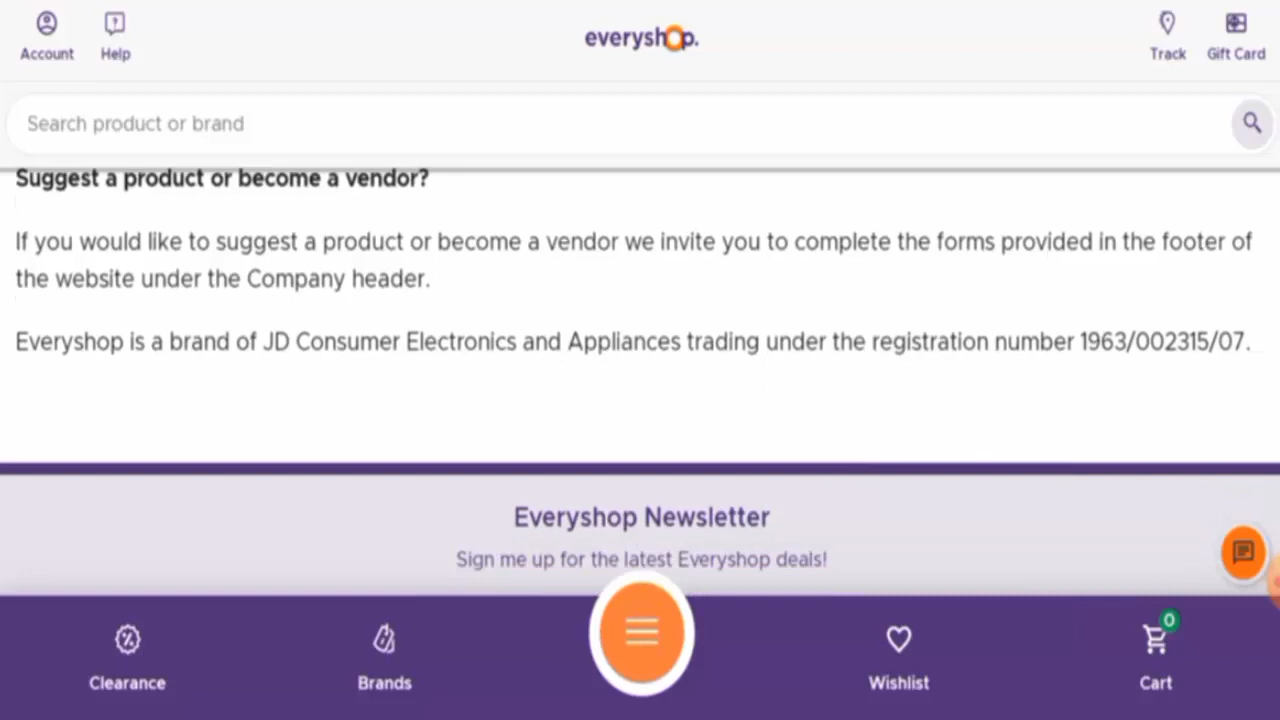 Account
Help
everyshop.
Track
Gift Card
Search product or brand
Suggest a product or become a vendor?
If you would like to suggest a product or become a vendor we invite you to complete the forms provided in the footer of
the website under the Company header.
Everyshop is a brand of JD Consumer Electronics and Appliances trading under the registration number 1963/002315/07.
Everyshop Newsletter
Sign me up for the latest Everyshop deals!
Clearance
Brands
Wishlist
0
Cart